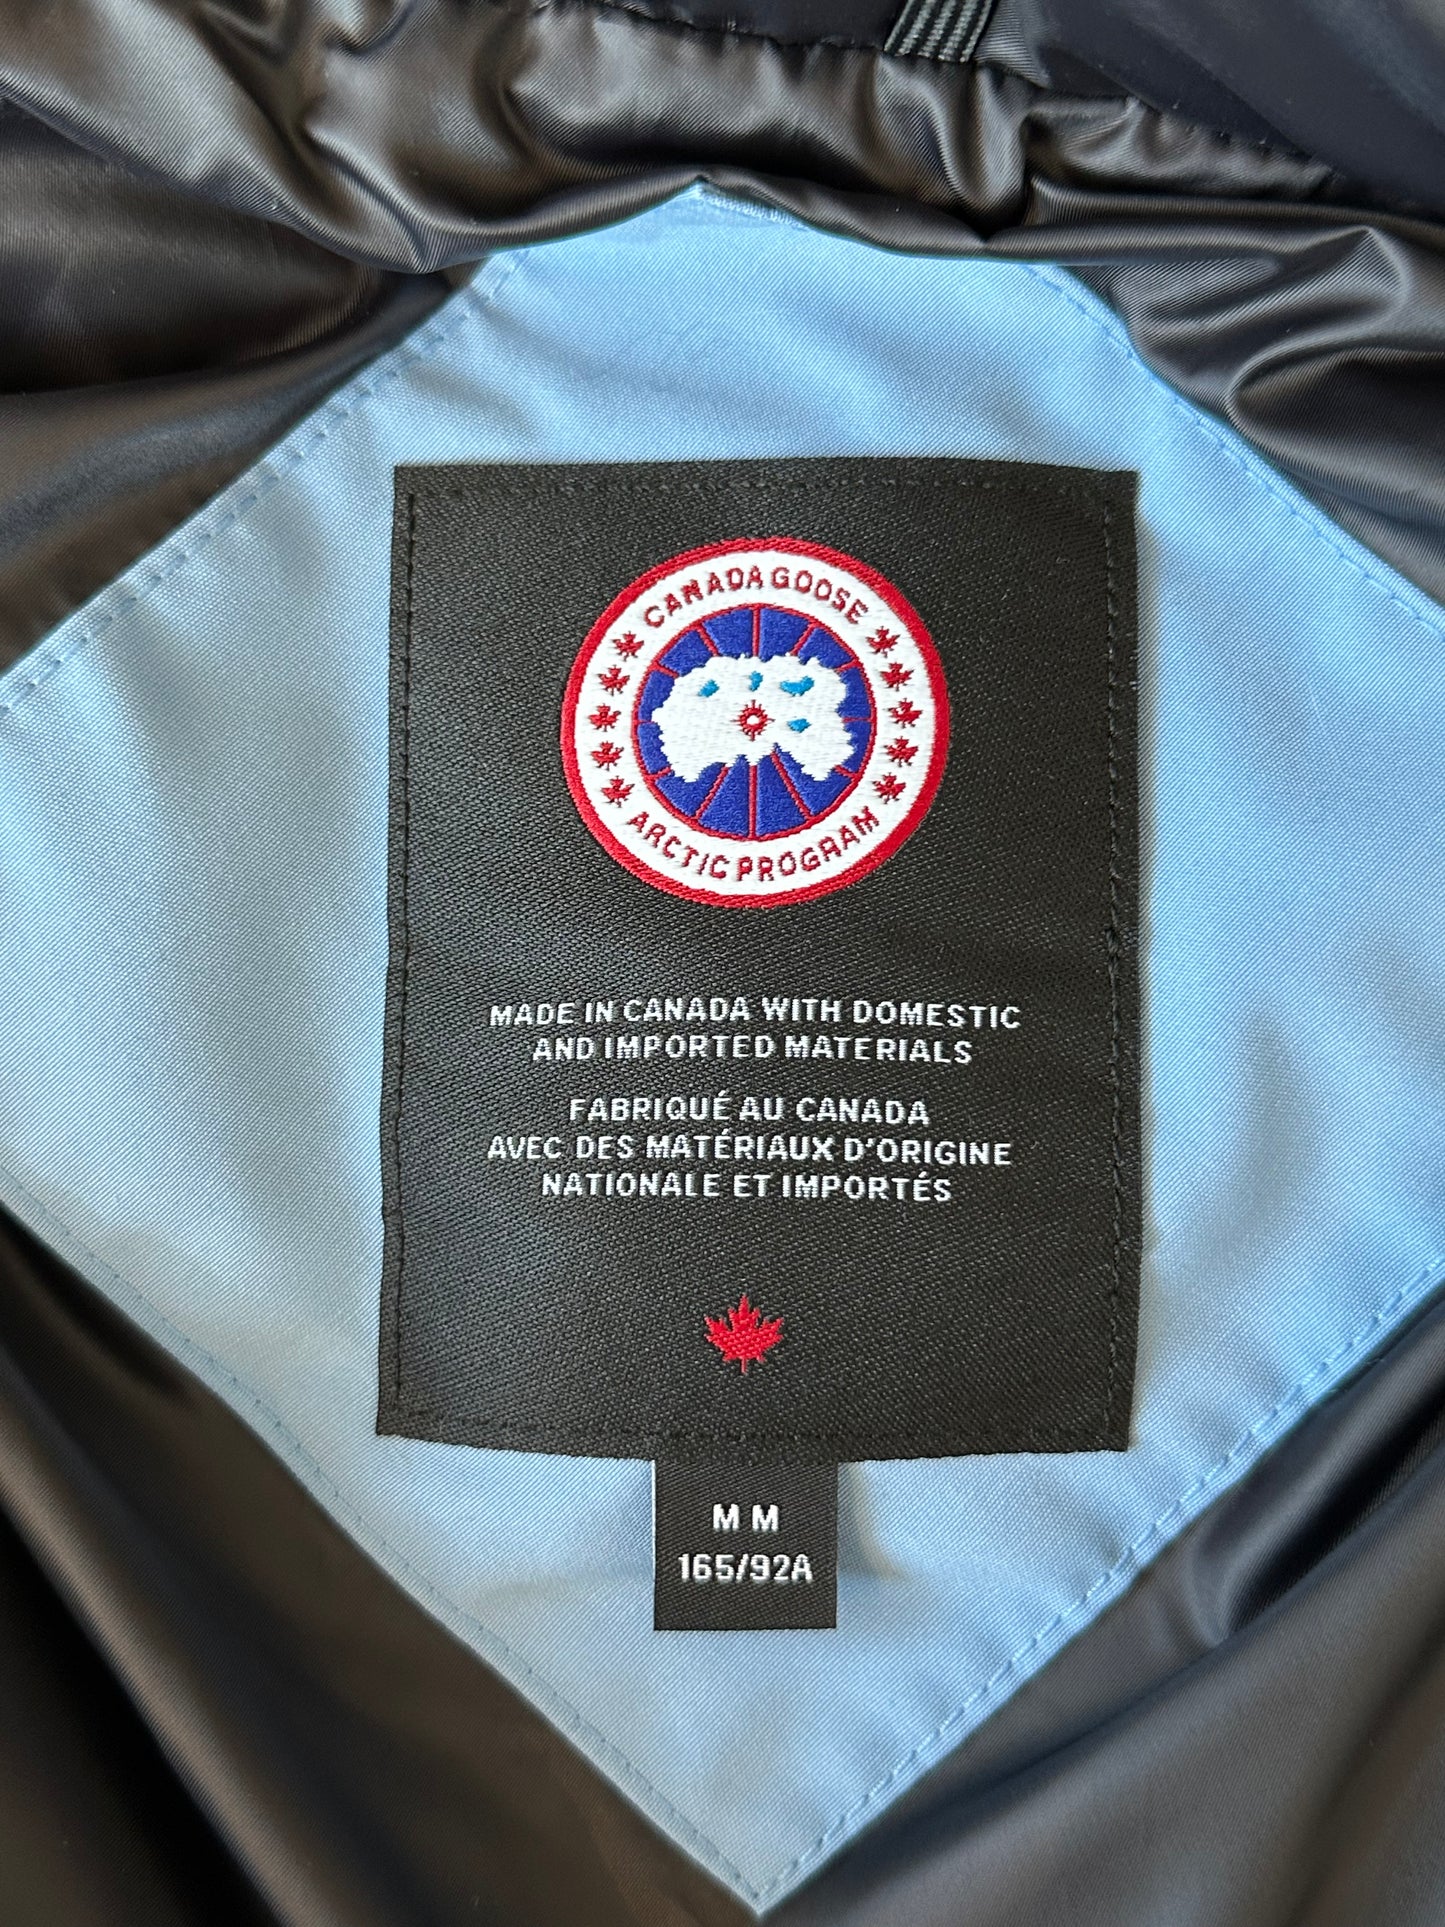 CANADA GOOSE
ARCTIC PROGRAM
MADE IN CANADA WITH DOMESTIC
AND IMPORTED MATERIALS
FABRIQUÉ AU CANADA
AVEC DES MATÉRIAUX D'ORIGINE
NATIONALE ET IMPORTÉS
M M
165/92A